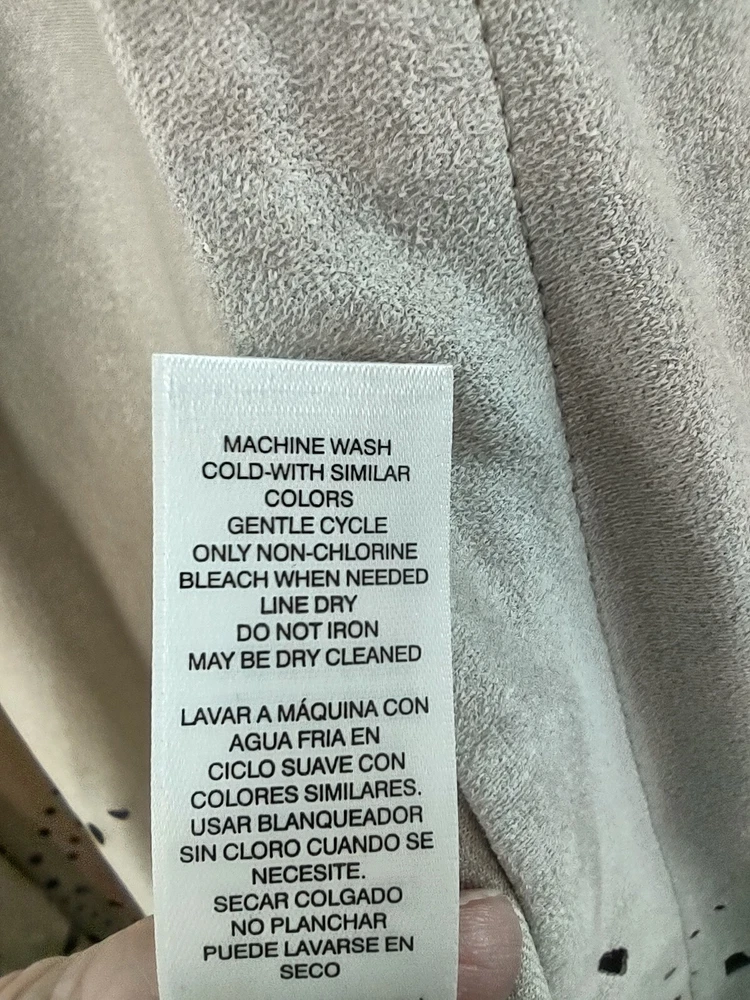 MACHINE WASH
COLD-WITH SIMILAR
COLORS
GENTLE CYCLE
ONLY NON-CHLORINE
BLEACH WHEN NEEDED
LINE DRY
DO NOT IRON
MAY BE DRY CLEANED
LAVAR A MÁQUINA CON
AGUA FRIA EN
CICLO SUAVE CON
COLORES SIMILARES.
USAR BLANQUEADOR
SIN CLORO CUANDO SE
NECESITE.
SECAR COLGADO
NO PLANCHAR
PUEDE LAVARSE EN
SECO